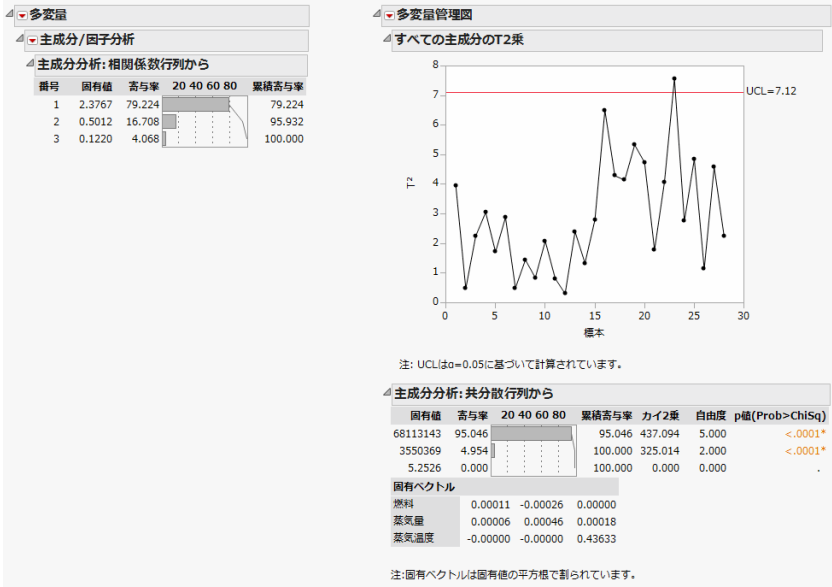 多変量
主成分/因子分析
主成分分析: 相関係数行列から
番号 固有値 寄与率 20 40 60 80 累積寄与率
1 2.3767 79.224 79.224
2 0.5012 16.708 95.932
3 0.1220 4.068 100.000
多変量管理図
すべての主成分のT2乗
8
7
6
5
4
3
2
1
0
T²
UCL=7.12
0 5 10 15 20 25 30
標本
注: UCLはα=0.05に基づいて計算されています。
主成分分析: 共分散行列から
固有値 寄与率 20 40 60 80 累積寄与率 カイ2乗 自由度 p値(Prob>ChiSq)
68113143 95.046 95.046 437.094 5.000 <.0001*
3550369 4.954 100.000 325.014 2.000 <.0001*
5.2526 0.000 100.000 0.000 0.000 .
固有ベクトル
燃料 0.00011 -0.00026 0.00000
蒸気量 0.00006 0.00046 0.00018
蒸気温度 -0.00000 -0.00000 0.43633
注:固有ベクトルは固有値の平方根で割られています。